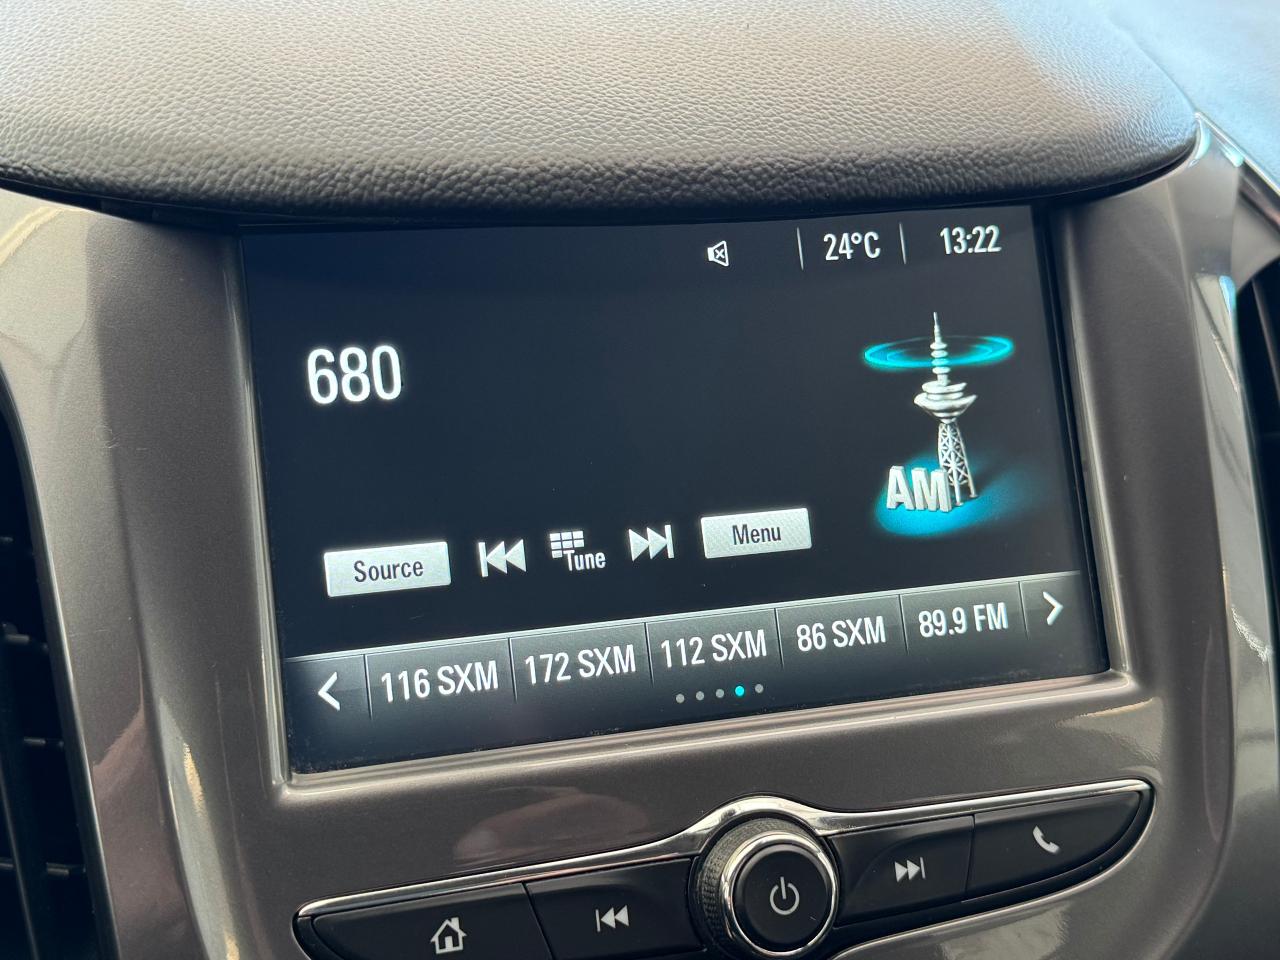 24°C 13:22
680
AM
Source Tune Menu
116 SXM 172 SXM 112 SXM 86 SXM 89.9 FM